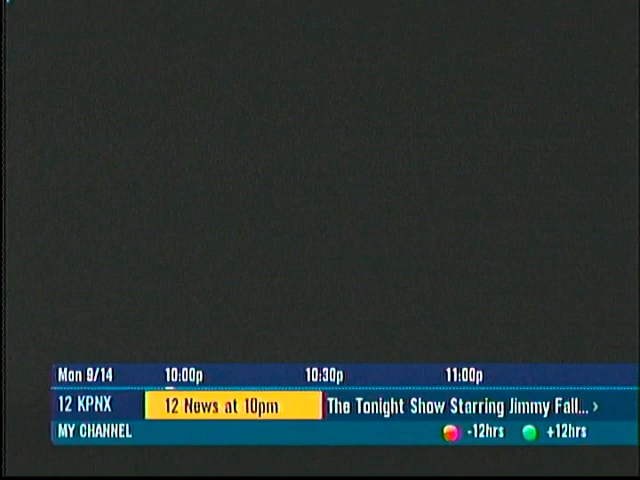 Mon 9/14 10:00p 10:30p 11:00p
12 KPNX 12 News at 10pm The Tonight Show Starring Jimmy Fall... ›
MY CHANNEL -12hrs +12hrs